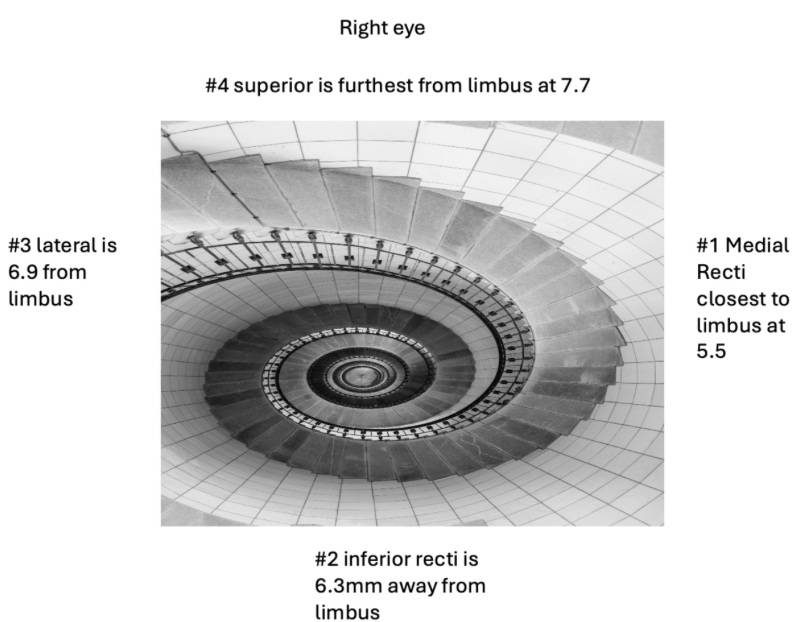 Right eye
#4 superior is furthest from limbus at 7.7
#3 lateral is
6.9 from
limbus
#1 Medial
Recti
closest to
limbus at
5.5
#2 inferior recti is
6.3mm away from
limbus